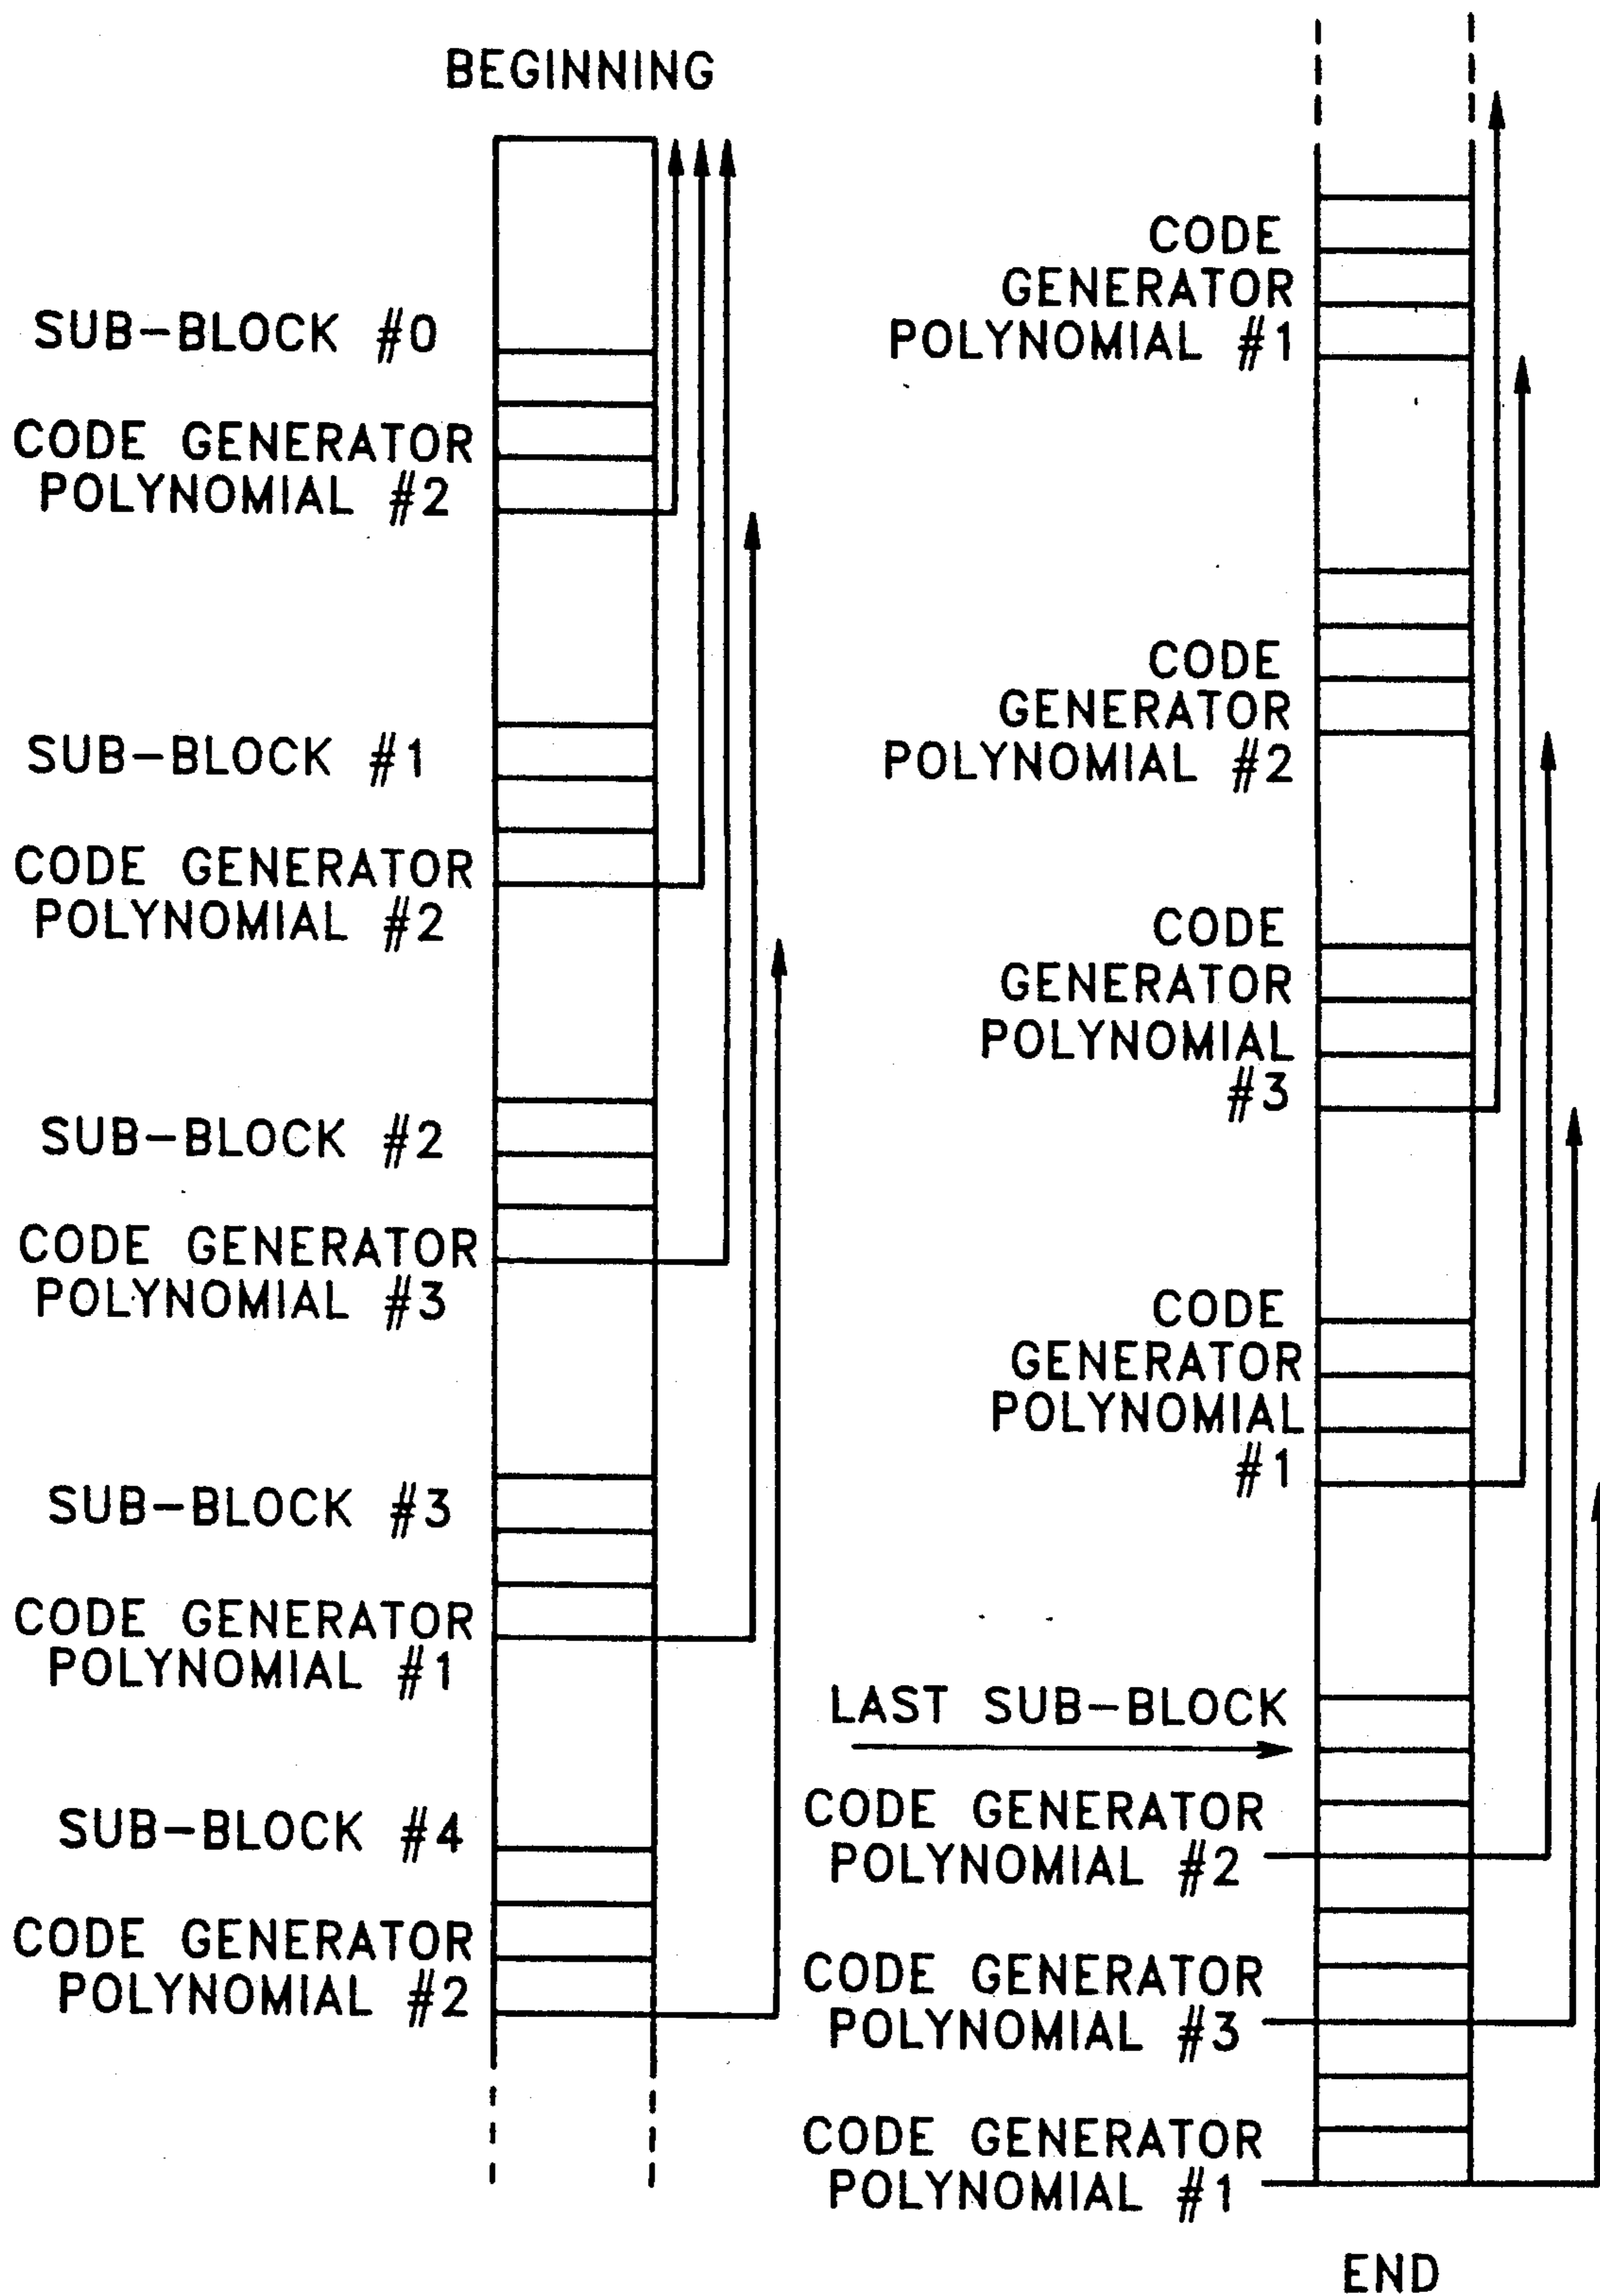 BEGINNING
SUB-BLOCK #0
CODE GENERATOR
POLYNOMIAL #2
SUB-BLOCK #1
CODE GENERATOR
POLYNOMIAL #2
SUB-BLOCK #2
CODE GENERATOR
POLYNOMIAL #3
SUB-BLOCK #3
CODE GENERATOR
POLYNOMIAL #1
SUB-BLOCK #4
CODE GENERATOR
POLYNOMIAL #2
CODE
GENERATOR
POLYNOMIAL #1
CODE
GENERATOR
POLYNOMIAL #2
CODE
GENERATOR
POLYNOMIAL
#3
CODE
GENERATOR
POLYNOMIAL
#1
LAST SUB-BLOCK
CODE GENERATOR
POLYNOMIAL #2
CODE GENERATOR
POLYNOMIAL #3
CODE GENERATOR
POLYNOMIAL #1
END